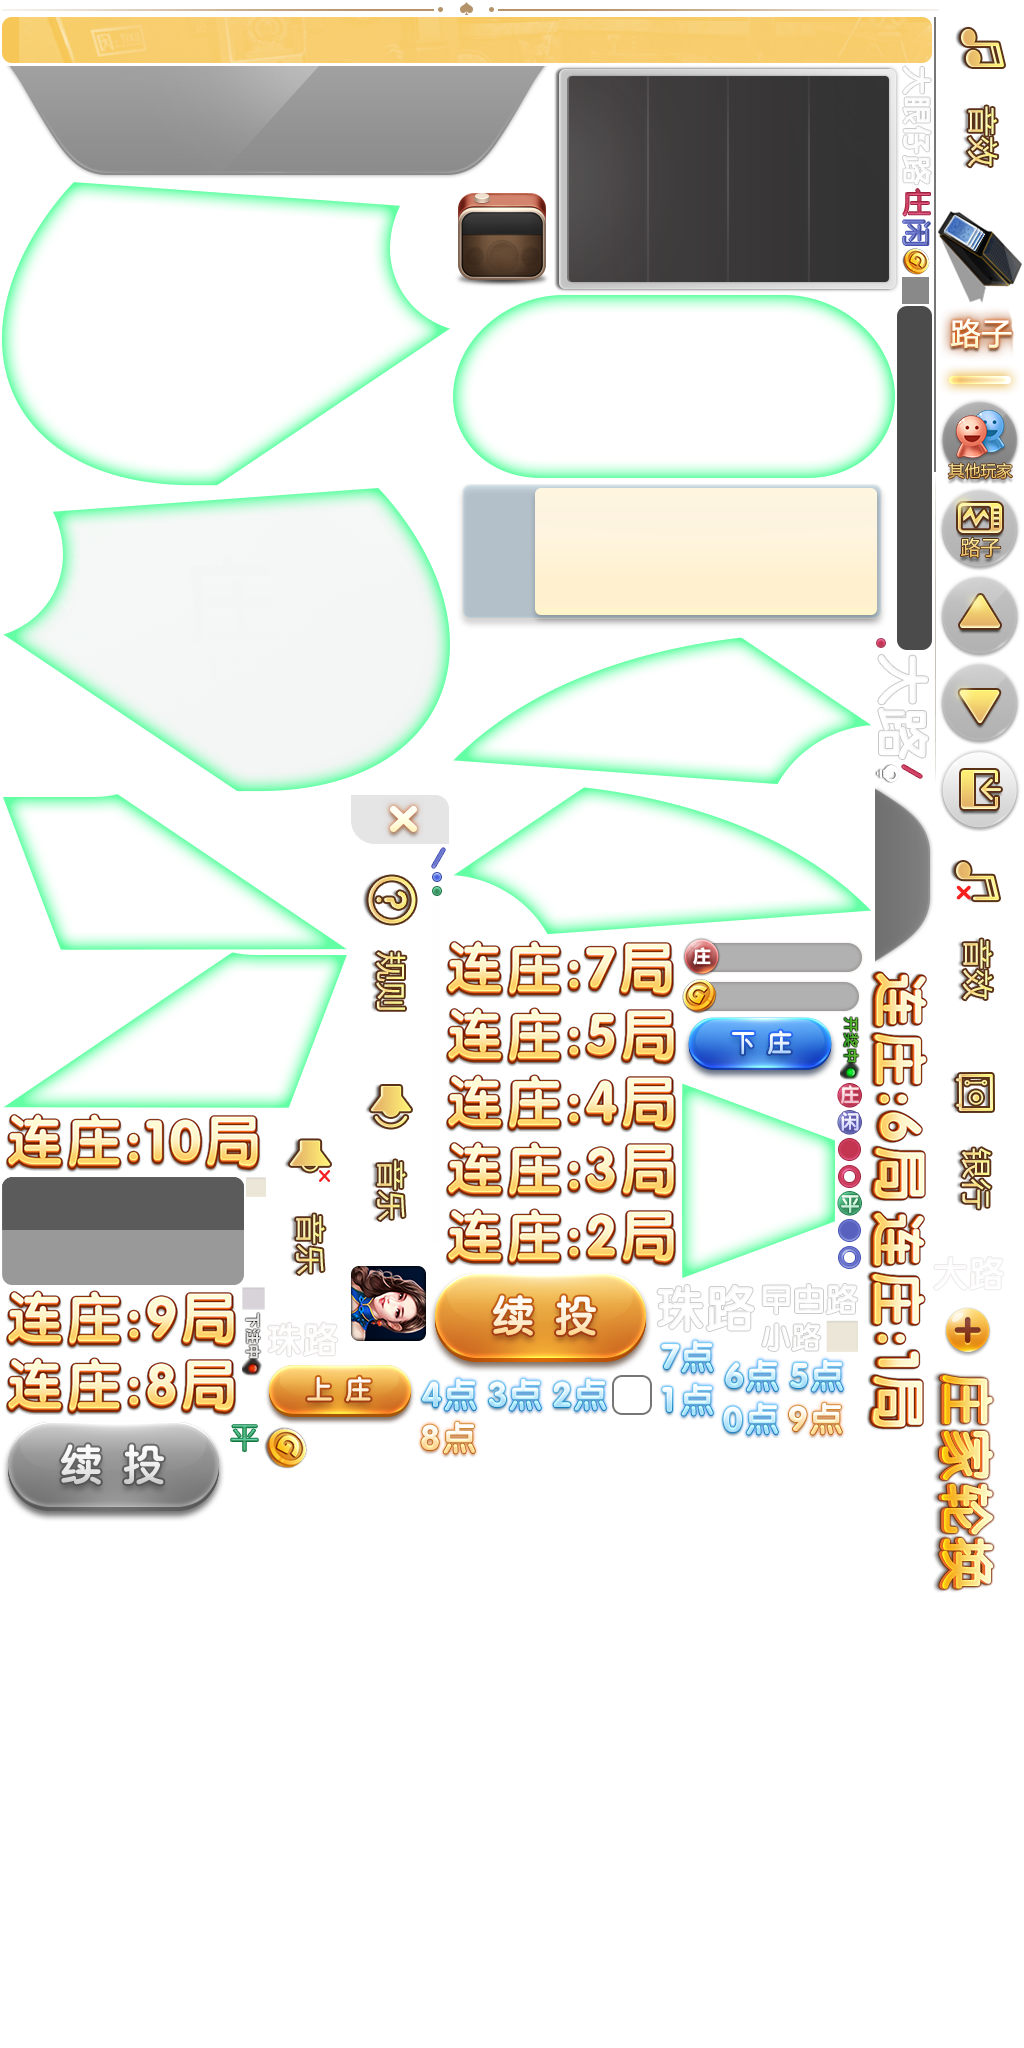 音效
大眼仔路
庄
闲
G
路子
其他玩家
路子
大路
音效
规则
连庄:7局
庄
G
连庄:5局
下庄
开奖中
连庄:4局
庄
闲
连庄:6局
连庄:10局
音乐
连庄:3局
平
银行
音乐
连庄:2局
连庄:1局
大路
连庄:9局
下注中
珠路
续投
珠路
曱甴路
小路
连庄:8局
上庄
4点
3点
2点
7点
1点
6点
5点
0点
9点
8点
平
G
续投
庄家轮换